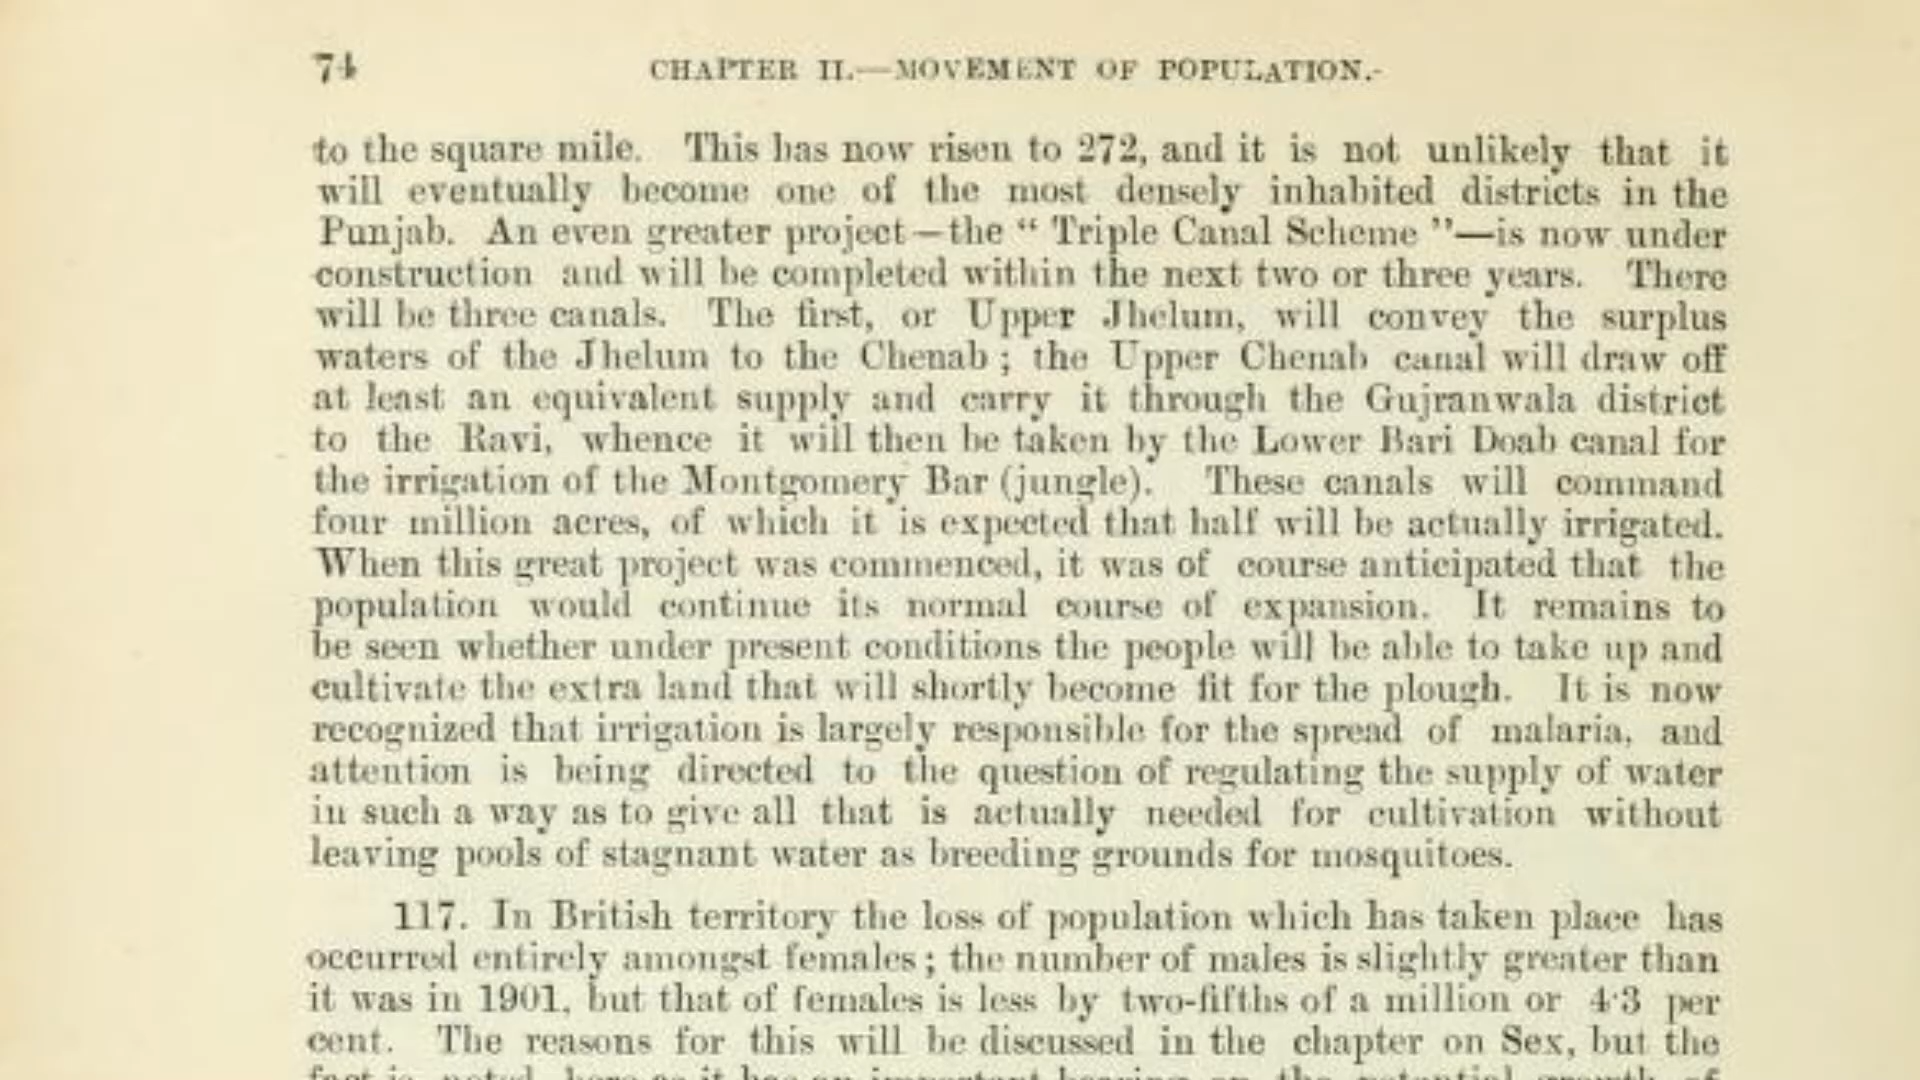 74 CHAPTER II.—MOVEMENT OF POPULATION.
to the square mile. This has now risen to 272, and it is not unlikely that it
will eventually become one of the most densely inhabited districts in the
Punjab. An even greater project—the “ Triple Canal Scheme ”—is now under
construction and will be completed within the next two or three years. There
will be three canals. The first, or Upper Jhelum, will convey the surplus
waters of the Jhelum to the Chenab ; the Upper Chenab canal will draw off
at least an equivalent supply and carry it through the Gujranwala district
to the Ravi, whence it will then be taken by the Lower Bari Doab canal for
the irrigation of the Montgomery Bar (jungle). These canals will command
four million acres, of which it is expected that half will be actually irrigated.
When this great project was commenced, it was of course anticipated that the
population would continue its normal course of expansion. It remains to
be seen whether under present conditions the people will be able to take up and
cultivate the extra land that will shortly become fit for the plough. It is now
recognized that irrigation is largely responsible for the spread of malaria, and
attention is being directed to the question of regulating the supply of water
in such a way as to give all that is actually needed for cultivation without
leaving pools of stagnant water as breeding grounds for mosquitoes.
117. In British territory the loss of population which has taken place has
occurred entirely amongst females ; the number of males is slightly greater than
it was in 1901, but that of females is less by two-fifths of a million or 4·3 per
cent. The reasons for this will be discussed in the chapter on Sex, but the
fact is noted here as it has an important bearing on the potential growth of